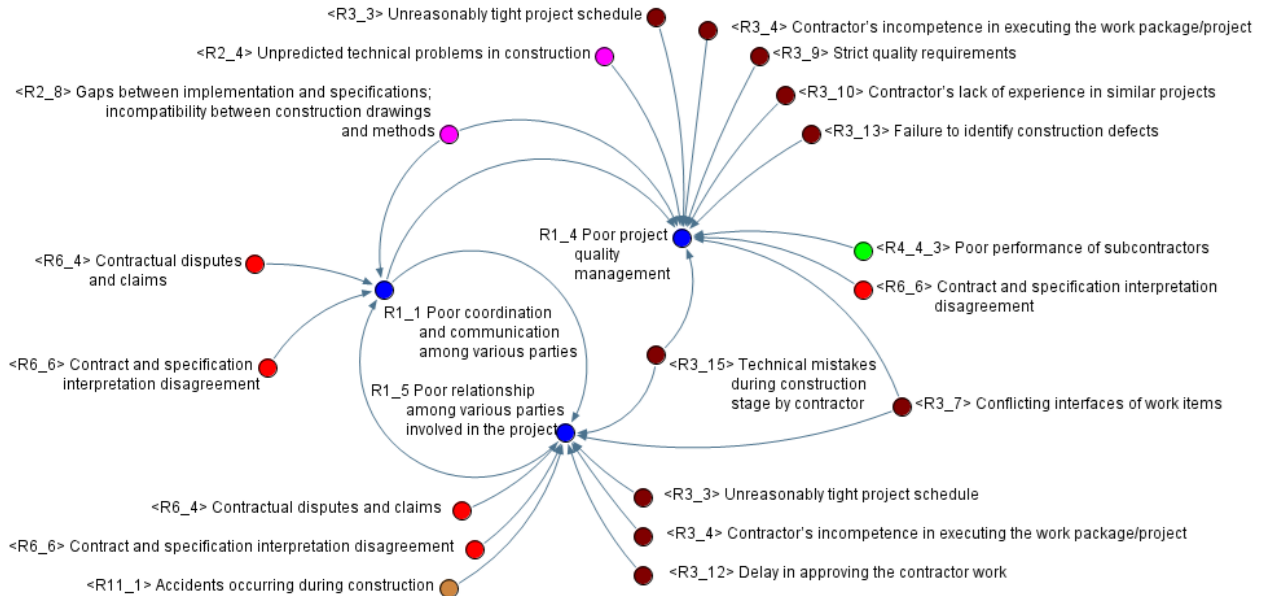 <R3_3> Unreasonably tight project schedule
<R3_4> Contractor's incompetence in executing the work package/project
<R2_4> Unpredicted technical problems in construction
<R3_9> Strict quality requirements
<R2_8> Gaps between implementation and specifications;
incompatibility between construction drawings
and methods
<R3_10> Contractor's lack of experience in similar projects
<R3_13> Failure to identify construction defects
R1_4 Poor project
quality
management
<R4_4_3> Poor performance of subcontractors
<R6_4> Contractual disputes
and claims
<R6_6> Contract and specification interpretation
disagreement
R1_1 Poor coordination
and communication
among various parties
<R6_6> Contract and specification
interpretation disagreement
<R3_15> Technical mistakes
during construction
stage by contractor
R1_5 Poor relationship
among various parties
involved in the project
<R3_7> Conflicting interfaces of work items
<R6_4> Contractual disputes and claims
<R3_3> Unreasonably tight project schedule
<R6_6> Contract and specification interpretation disagreement
<R3_4> Contractor's incompetence in executing the work package/project
<R11_1> Accidents occurring during construction
<R3_12> Delay in approving the contractor work